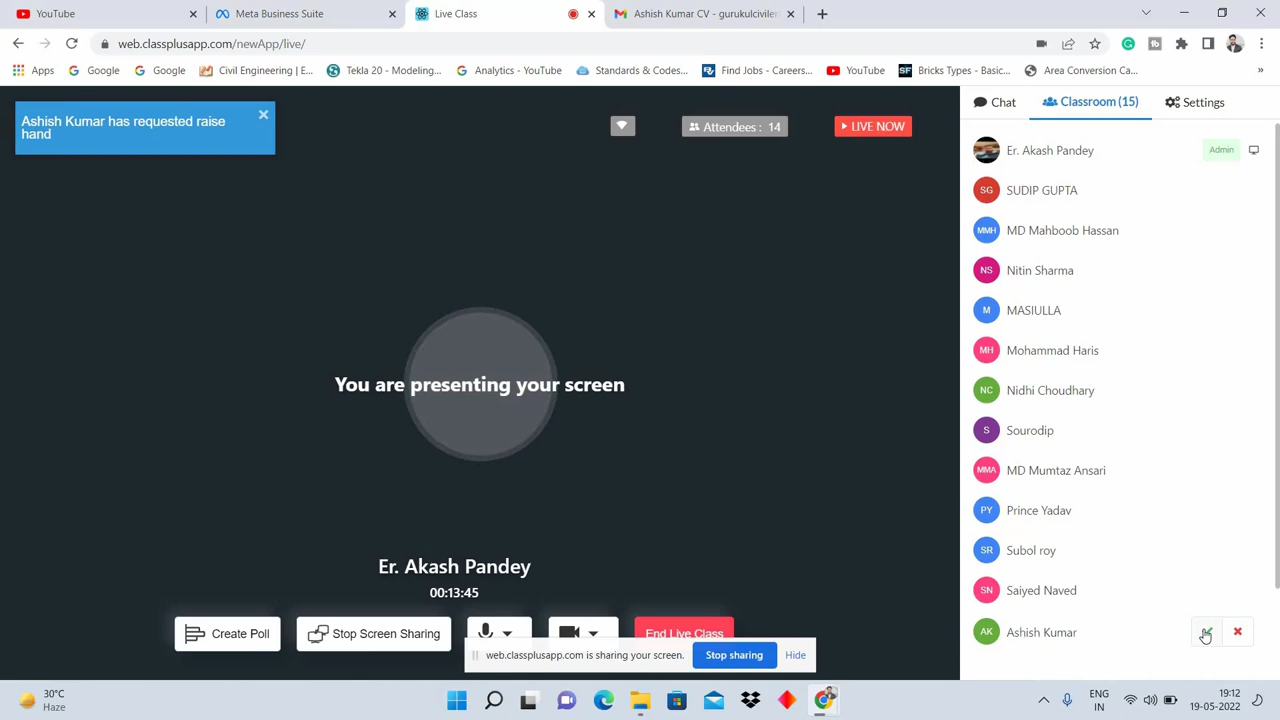 YouTube
Meta Business Suite
Live Class
Ashish Kumar CV - gurukulcivilen
web.classplusapp.com/newApp/live/
Apps
Google
Google
Civil Engineering | E...
Tekla 20 - Modeling...
Analytics - YouTube
Standards & Codes...
Find Jobs - Careers...
YouTube
SF
Bricks Types - Basic...
Area Conversion Ca...
»
Ashish Kumar has requested raise
hand
Attendees : 14
LIVE NOW
You are presenting your screen
Er. Akash Pandey
00:13:45
Create Poll
Stop Screen Sharing
End Live Class
web.classplusapp.com is sharing your screen.
Stop sharing
Hide
Chat
Classroom (15)
Settings
Er. Akash Pandey
Admin
SG SUDIP GUPTA
MMH MD Mahboob Hassan
NS Nitin Sharma
M MASIULLA
MH Mohammad Haris
NC Nidhi Choudhary
S Sourodip
MMA MD Mumtaz Ansari
PY Prince Yadav
SR Subol roy
SN Saiyed Naved
AK Ashish Kumar
30°C
Haze
ENG
IN
19:12
19-05-2022